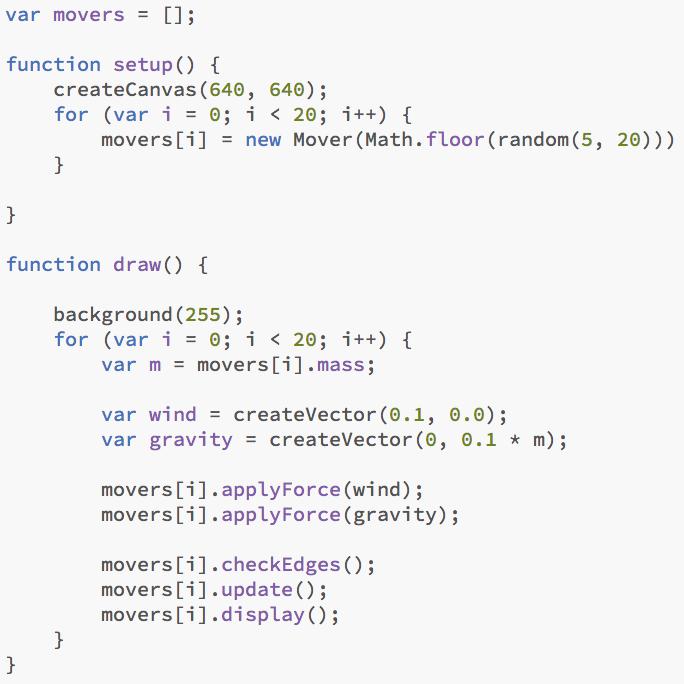 var movers = [];

function setup() {
    createCanvas(640, 640);
    for (var i = 0; i < 20; i++) {
        movers[i] = new Mover(Math.floor(random(5, 20)))
    }

}

function draw() {

    background(255);
    for (var i = 0; i < 20; i++) {
        var m = movers[i].mass;

        var wind = createVector(0.1, 0.0);
        var gravity = createVector(0, 0.1 * m);

        movers[i].applyForce(wind);
        movers[i].applyForce(gravity);

        movers[i].checkEdges();
        movers[i].update();
        movers[i].display();
    }
}